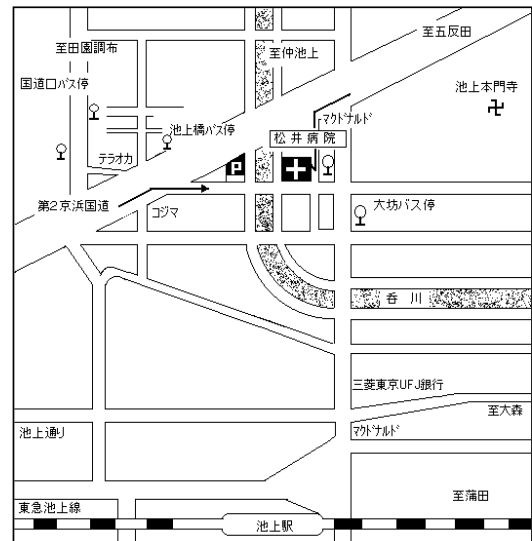 至五反田
至田園調布
至仲池上
国道口バス停
池上本門寺
マクドナルド
池上橋バス停
松井病院
テラオカ
P
第2京浜国道
コジマ
大坊バス停
呑川
三菱東京UFJ銀行
至大森
池上通り
マクドナルド
至蒲田
東急池上線
池上駅